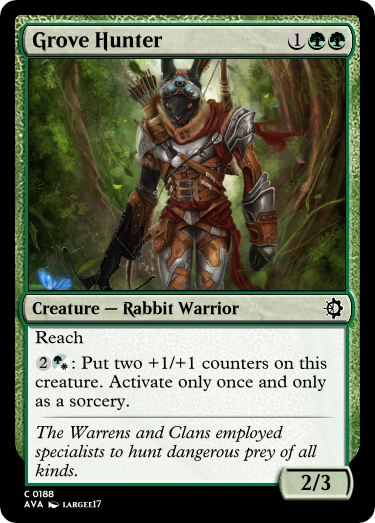 Grove Hunter 1
Creature — Rabbit Warrior
Reach
2 : Put two +1/+1 counters on this
creature. Activate only once and only
as a sorcery.
The Warrens and Clans employed
specialists to hunt dangerous prey of all
kinds.
2/3
C 0188
AVA LARGEE17